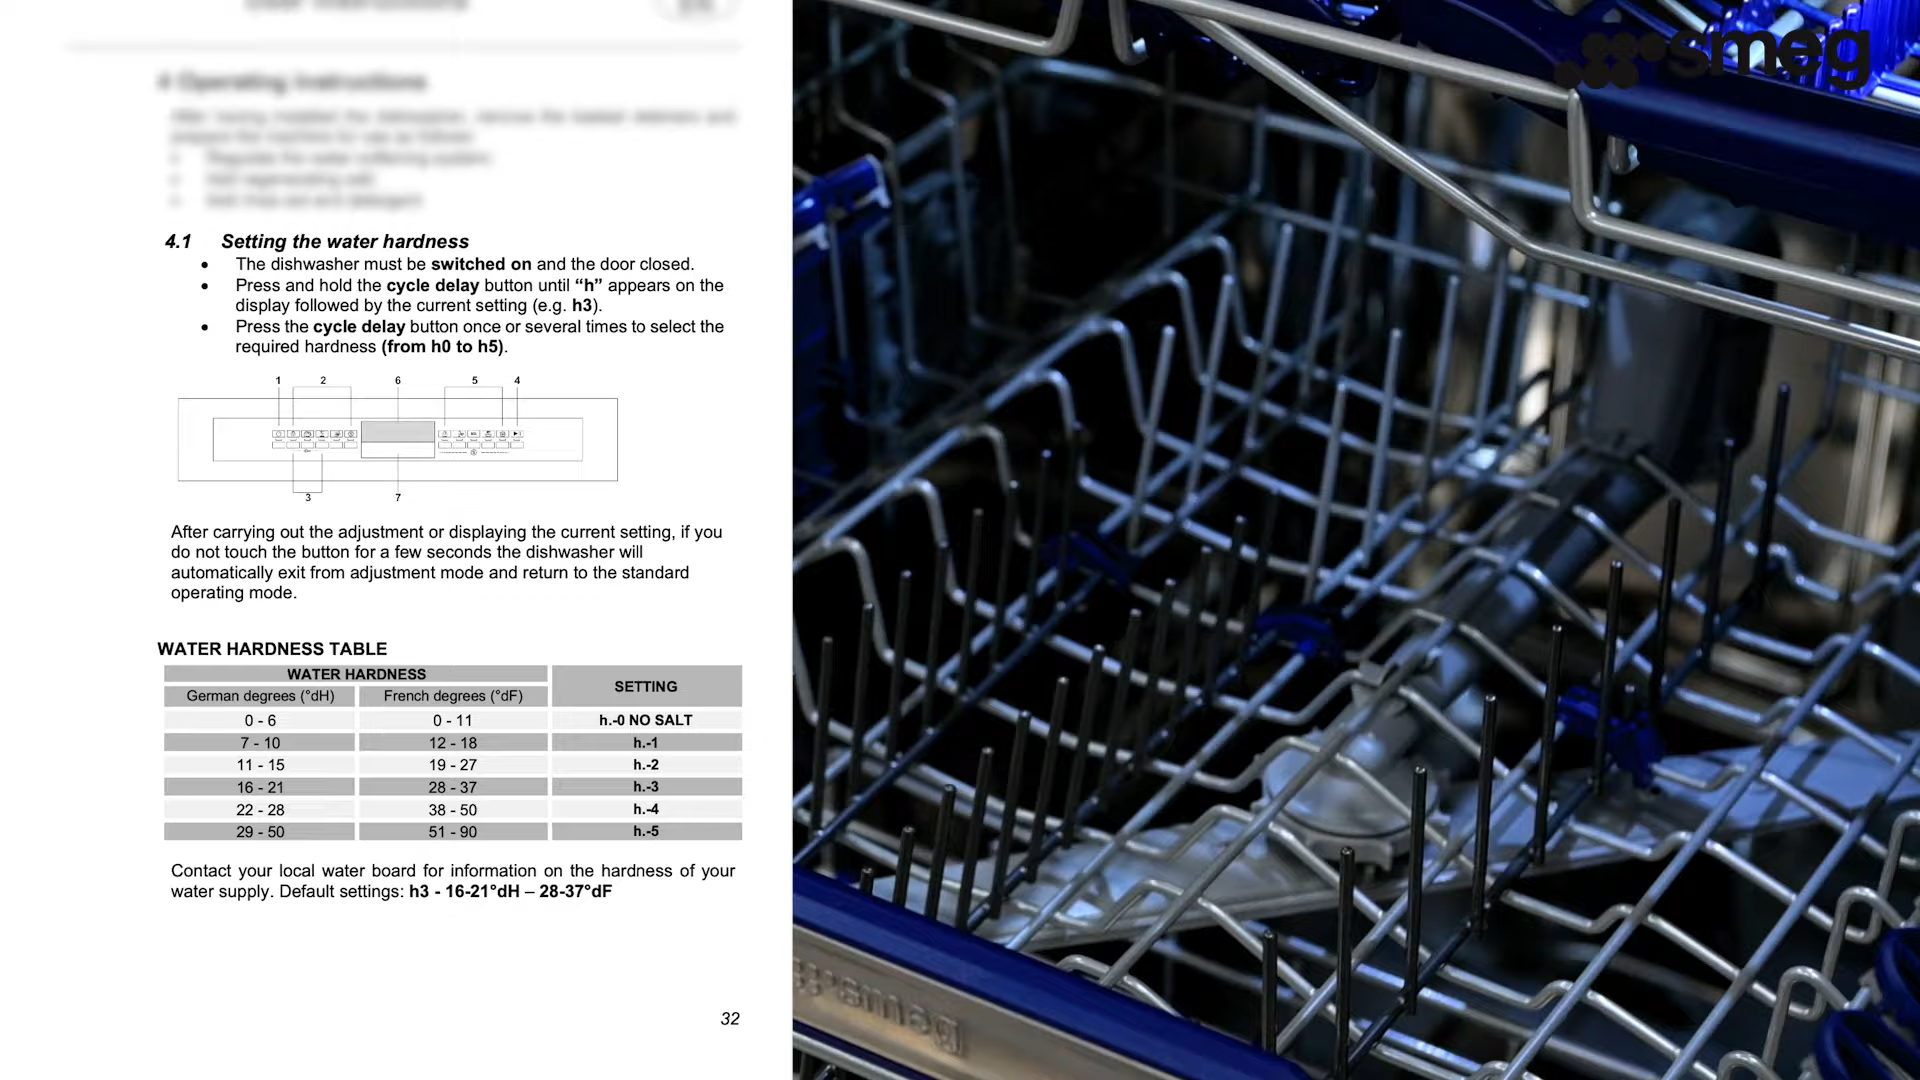 4 Operating Instructions
4.1 Setting the water hardness
• The dishwasher must be switched on and the door closed.
• Press and hold the cycle delay button until “h” appears on the
display followed by the current setting (e.g. h3).
• Press the cycle delay button once or several times to select the
required hardness (from h0 to h5).
1 2 6 5 4
3 7
After carrying out the adjustment or displaying the current setting, if you
do not touch the button for a few seconds the dishwasher will
automatically exit from adjustment mode and return to the standard
operating mode.
WATER HARDNESS TABLE
WATER HARDNESS SETTING
German degrees (°dH) French degrees (°dF)
0 - 6 0 - 11 h.-0 NO SALT
7 - 10 12 - 18 h.-1
11 - 15 19 - 27 h.-2
16 - 21 28 - 37 h.-3
22 - 28 38 - 50 h.-4
29 - 50 51 - 90 h.-5
Contact your local water board for information on the hardness of your
water supply. Default settings: h3 - 16-21°dH – 28-37°dF
32
smeg
smeg